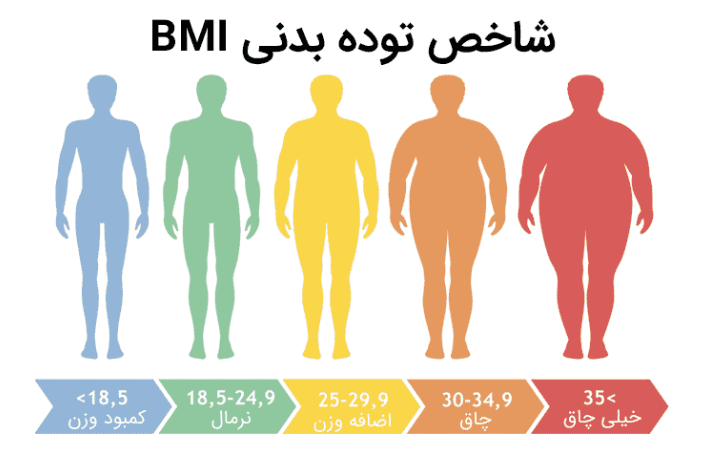 شاخص توده بدنی BMI
<18,5
کمبود وزن
18,5-24,9
نرمال
25-29,9
اضافه وزن
30-34,9
چاق
35<
خیلی چاق